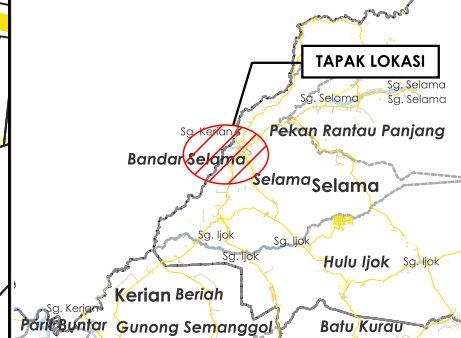 TAPAK LOKASI
Sg. Selama
Sg. Selama
Sg. Selama
Sg. Kerian
Pekan Rantau Panjang
Bandar Selama
Selama
Selama
Sg. Ijok
Sg. Ijok
Sg. Ijok
Hulu Ijok
Sg. Ijok
Kerian
Beriah
Sg. Kerian
Parit Buntar
Gunong Semanggol
Batu Kurau